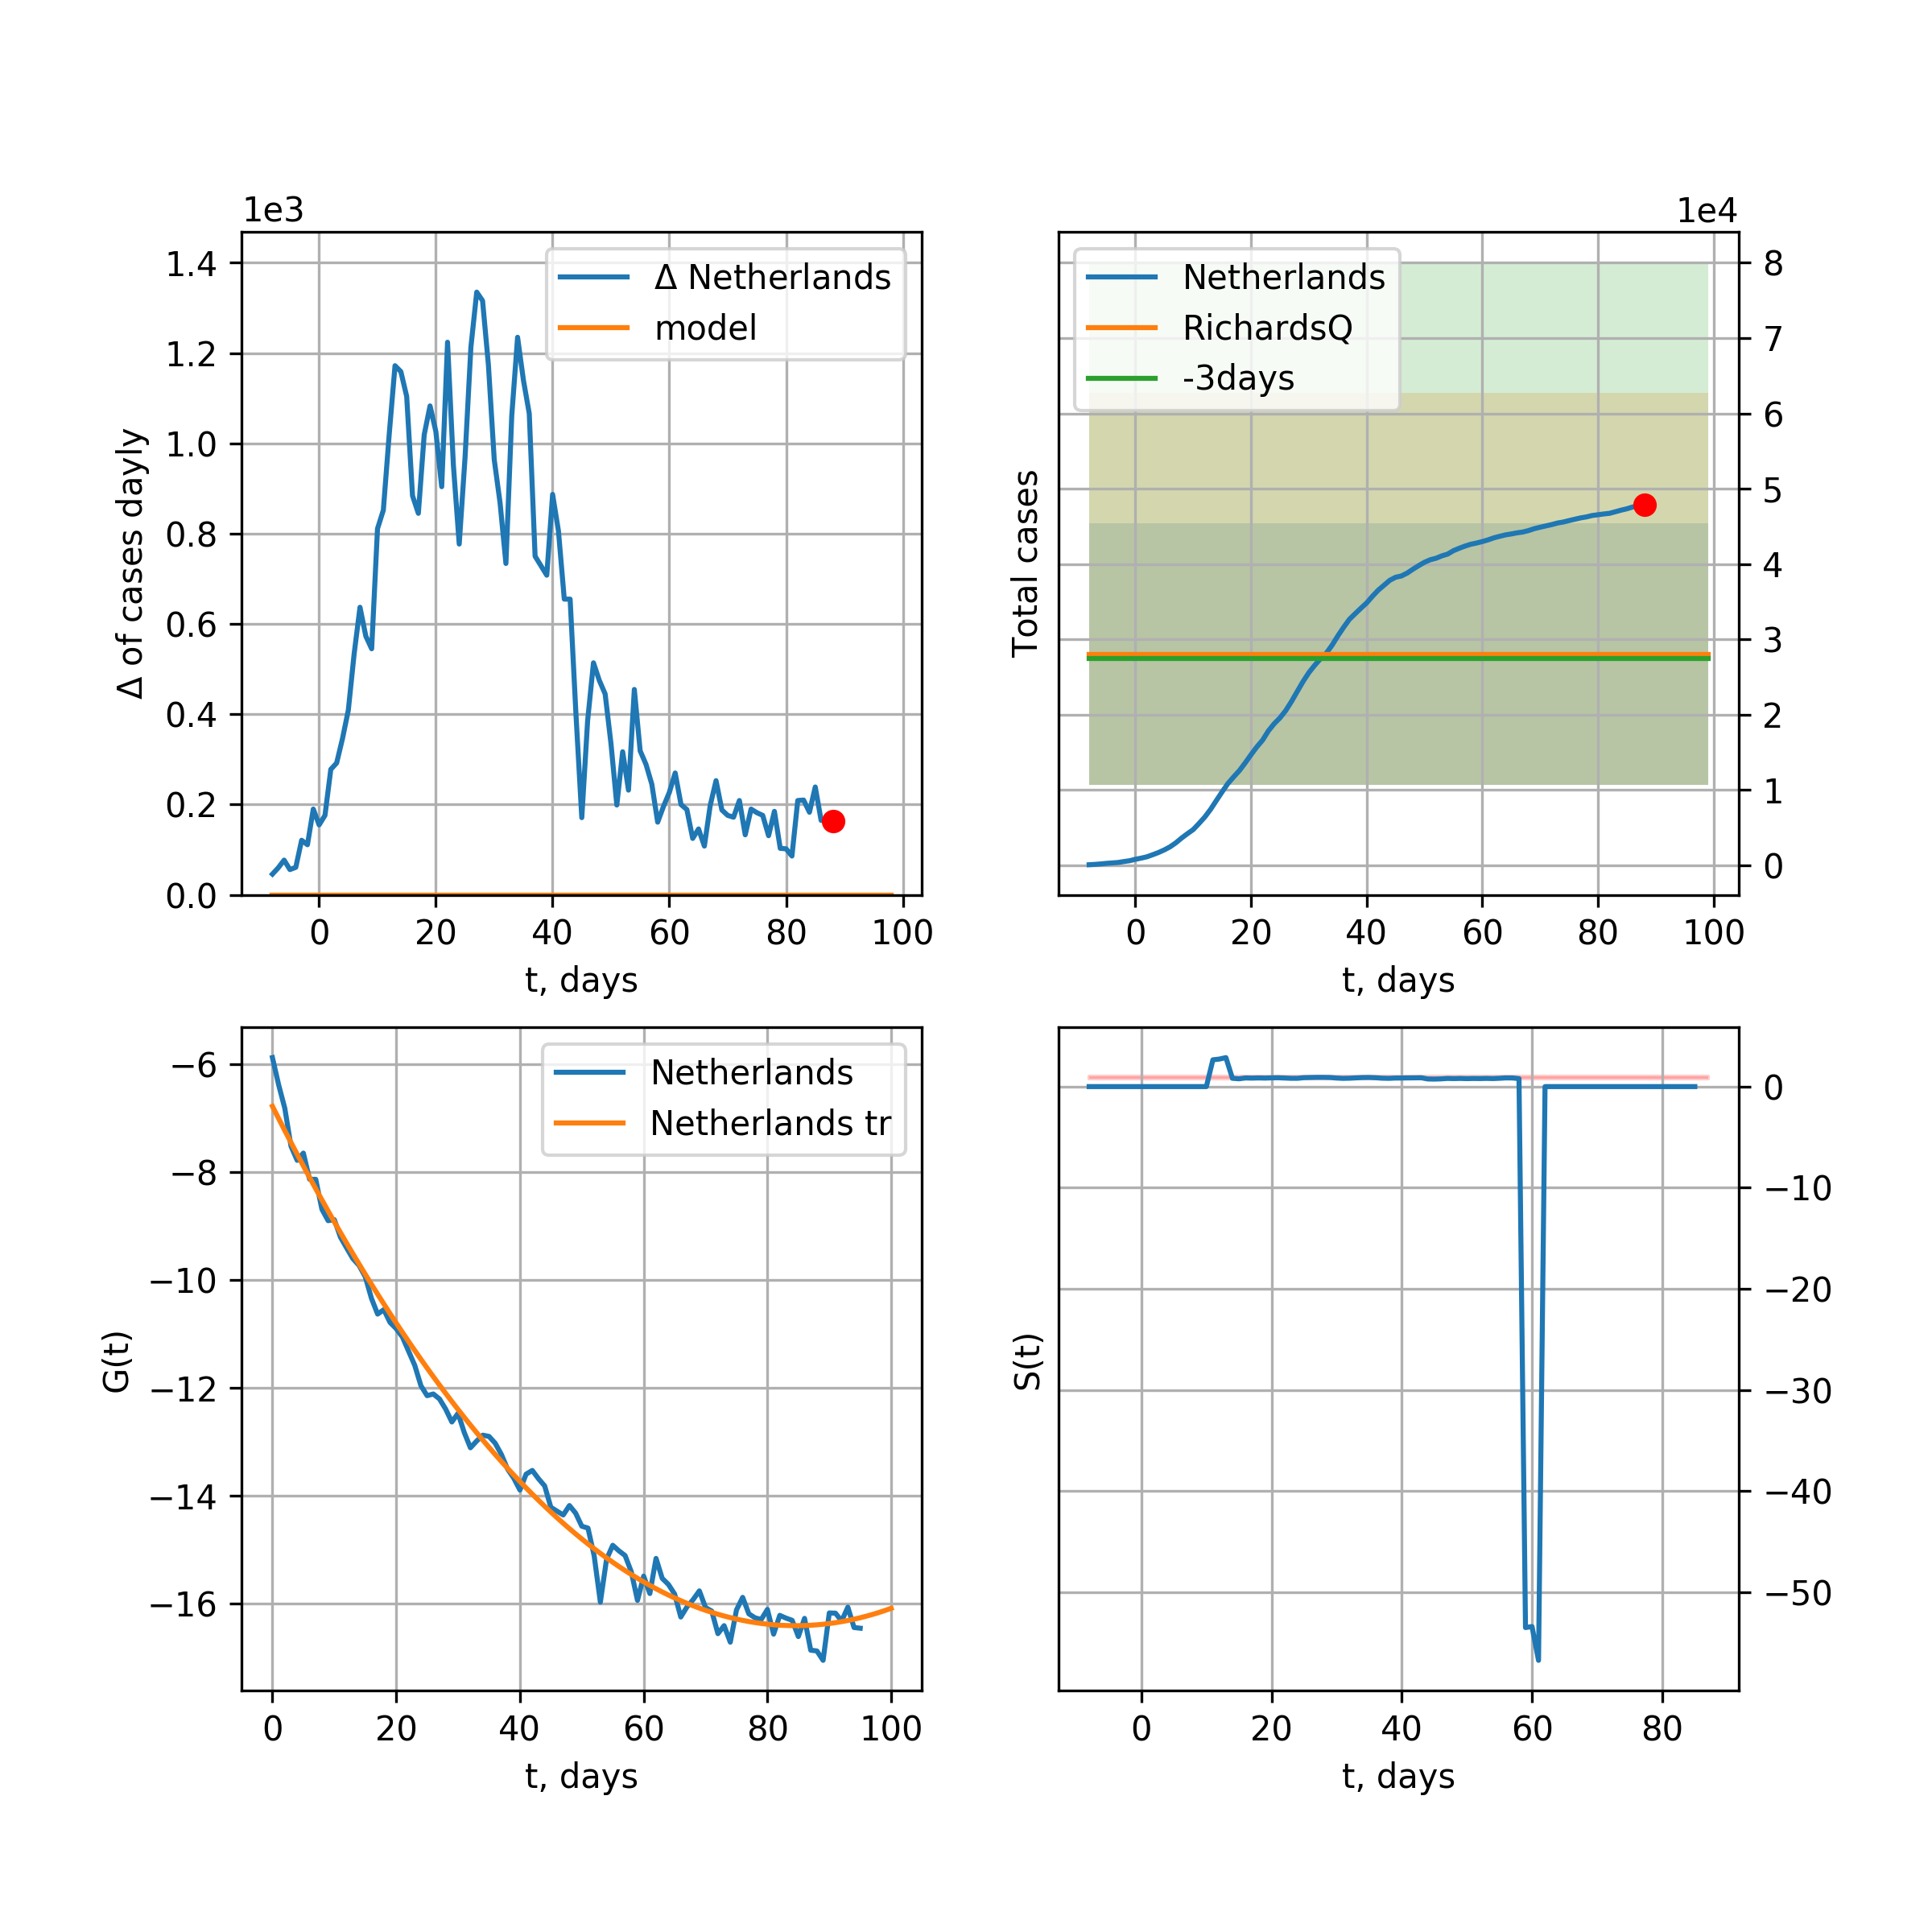 1e3
1.4
1.2
1.0
0.8
0.6
0.4
0.2
0.0
Δ of cases dayly
Δ Netherlands
model
0 20 40 60 80 100
t, days
1e4
8
7
6
5
4
3
2
1
0
Total cases
Netherlands
RichardsQ
-3days
0 20 40 60 80 100
t, days
−6
−8
−10
−12
−14
−16
G(t)
Netherlands
Netherlands tr
0 20 40 60 80 100
t, days
0
−10
−20
−30
−40
−50
S(t)
0 20 40 60 80
t, days